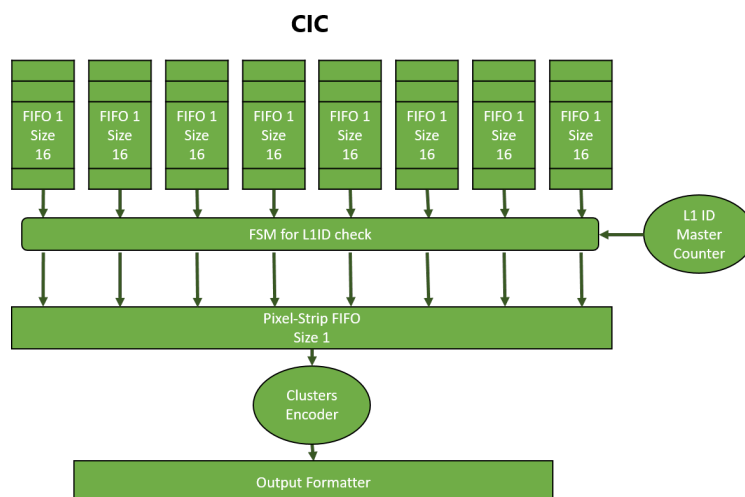 CIC
FIFO 1
Size
16
FIFO 1
Size
16
FIFO 1
Size
16
FIFO 1
Size
16
FIFO 1
Size
16
FIFO 1
Size
16
FIFO 1
Size
16
FIFO 1
Size
16
FSM for L1ID check
L1 ID
Master
Counter
Pixel-Strip FIFO
Size 1
Clusters
Encoder
Output Formatter